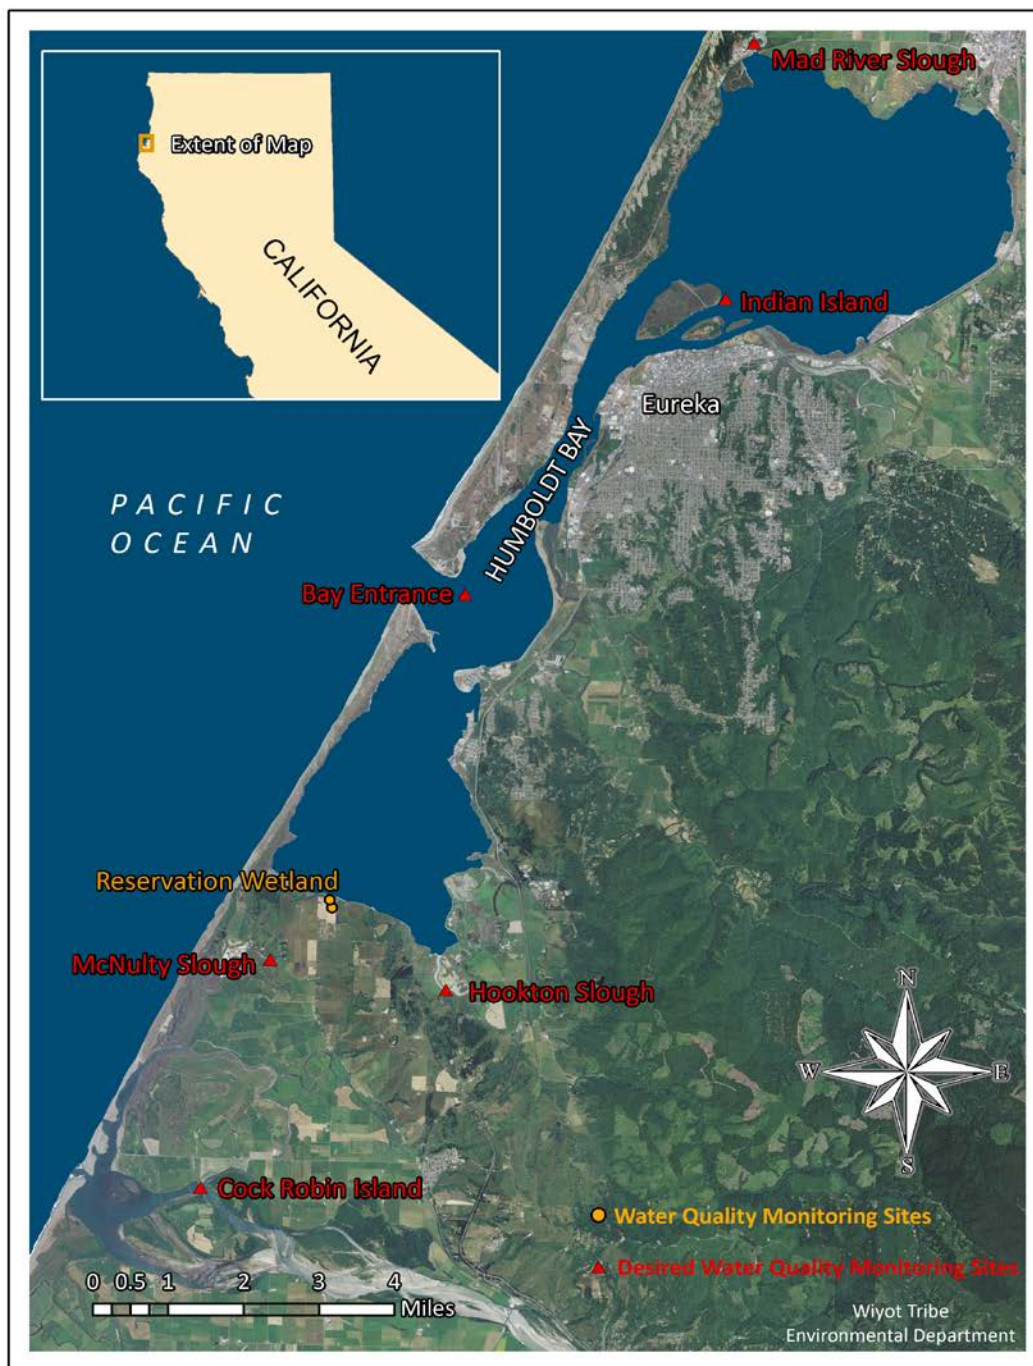 Mad River Slough
Extent of Map
CALIFORNIA
Indian Island
Eureka
HUMBOLDT BAY
PACIFIC
OCEAN
Bay Entrance
Reservation Wetland
McNulty Slough
Hookton Slough
N
W
E
S
Cock Robin Island
Water Quality Monitoring Sites
Desired Water Quality Monitoring Sites
0 0.5 1 2 3 4
Miles
Wiyot Tribe
Environmental Department